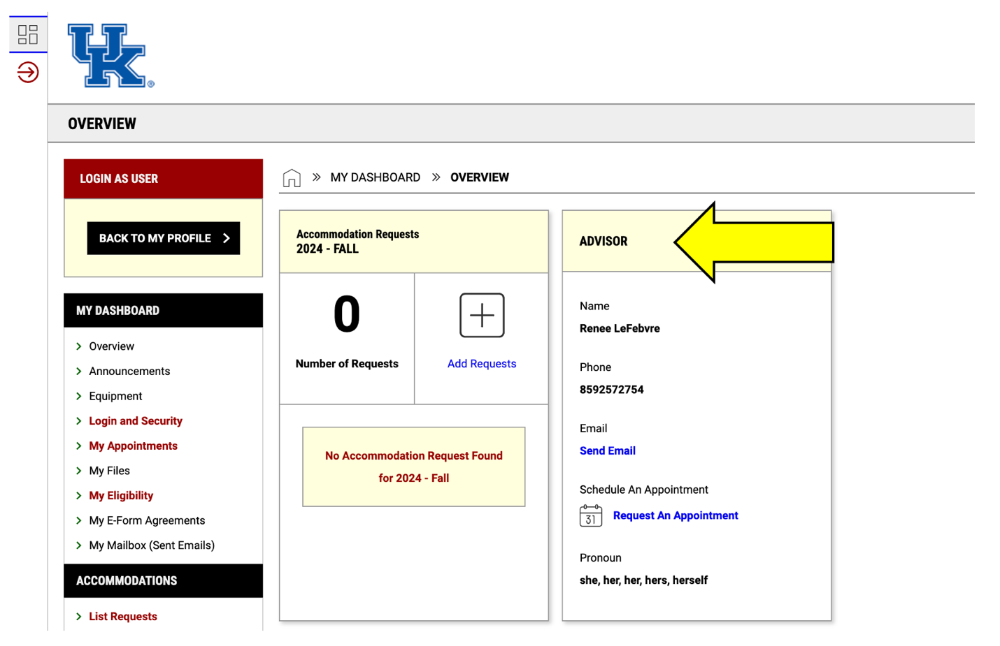 UK®
OVERVIEW
LOGIN AS USER
BACK TO MY PROFILE
MY DASHBOARD
Overview
Announcements
Equipment
Login and Security
My Appointments
My Files
My Eligibility
My E-Form Agreements
My Mailbox (Sent Emails)
ACCOMMODATIONS
List Requests
MY DASHBOARD » OVERVIEW
Accommodation Requests
2024 - FALL
0
Number of Requests
Add Requests
No Accommodation Request Found
for 2024 - Fall
ADVISOR
Name
Renee LeFebvre
Phone
8592572754
Email
Send Email
Schedule An Appointment
31 Request An Appointment
Pronoun
she, her, her, hers, herself